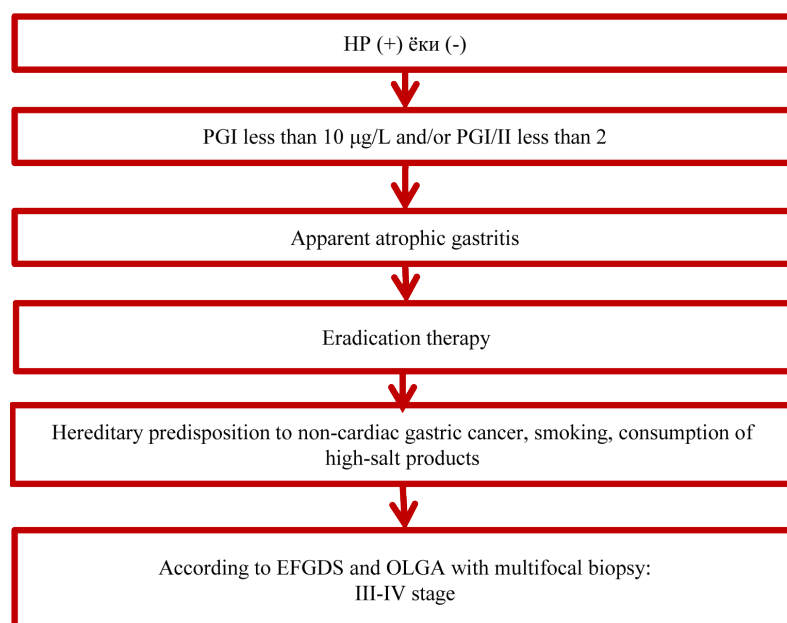 HP (+) ёки (-)
PGI less than 10 μg/L and/or PGI/II less than 2
Apparent atrophic gastritis
Eradication therapy
Hereditary predisposition to non-cardiac gastric cancer, smoking, consumption of
high-salt products
According to EFGDS and OLGA with multifocal biopsy:
III-IV stage